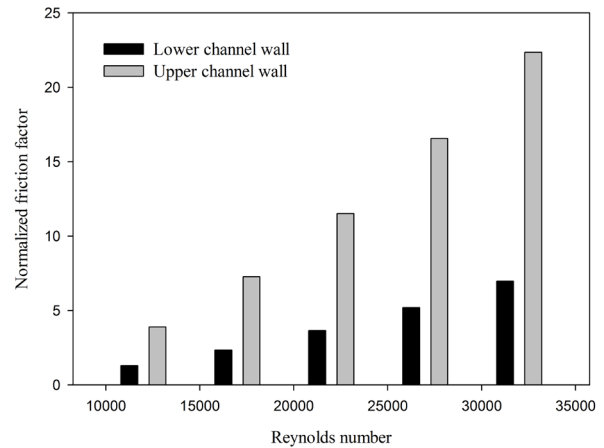 25
20
15
10
5
0
Normalized friction factor
Lower channel wall
Upper channel wall
10000 15000 20000 25000 30000 35000
Reynolds number